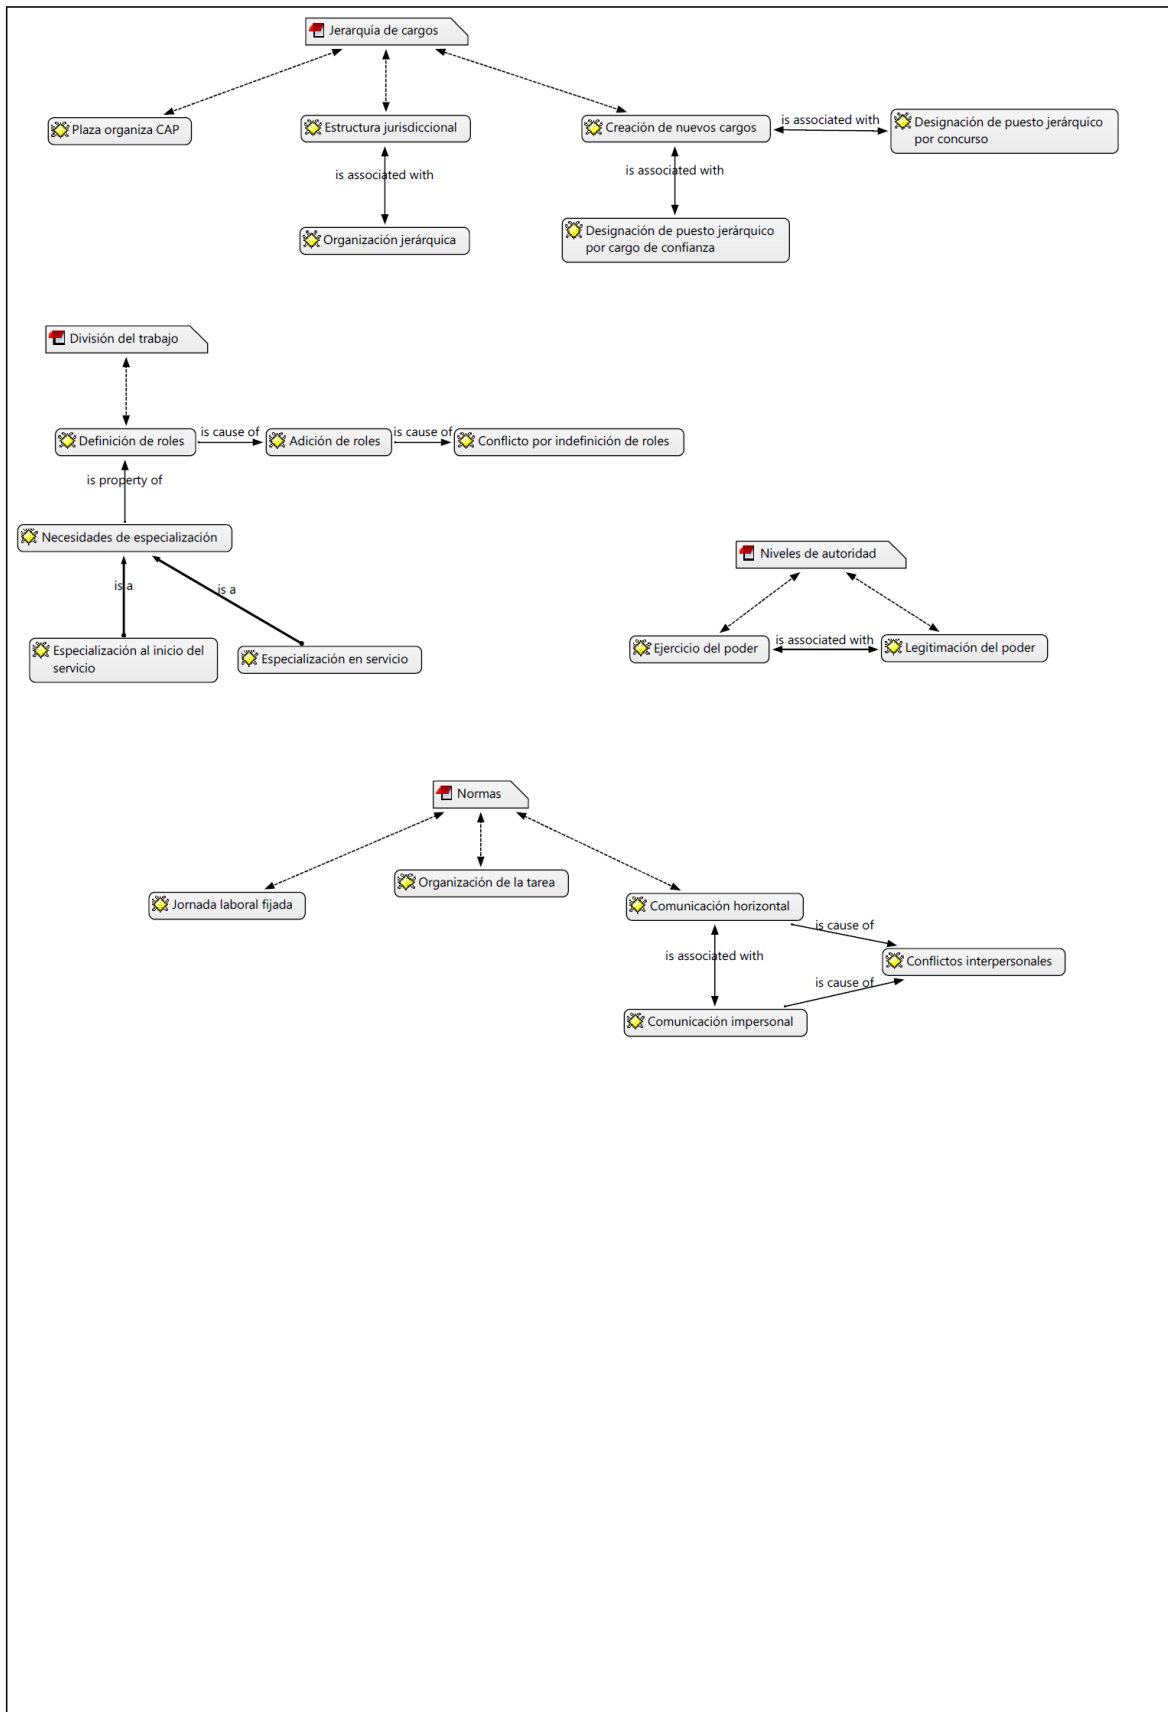 Jerarquía de cargos
Plaza organiza CAP
Estructura jurisdiccional
Creación de nuevos cargos
is associated with
Designación de puesto jerárquico
por concurso
is associated with
is associated with
Organización jerárquica
Designación de puesto jerárquico
por cargo de confianza
División del trabajo
Definición de roles
is cause of
Adición de roles
is cause of
Conflicto por indefinición de roles
is property of
Necesidades de especialización
is a
is a
Especialización al inicio del
servicio
Especialización en servicio
Niveles de autoridad
Ejercicio del poder
is associated with
Legitimación del poder
Normas
Jornada laboral fijada
Organización de la tarea
Comunicación horizontal
is cause of
is associated with
Conflictos interpersonales
is cause of
Comunicación impersonal